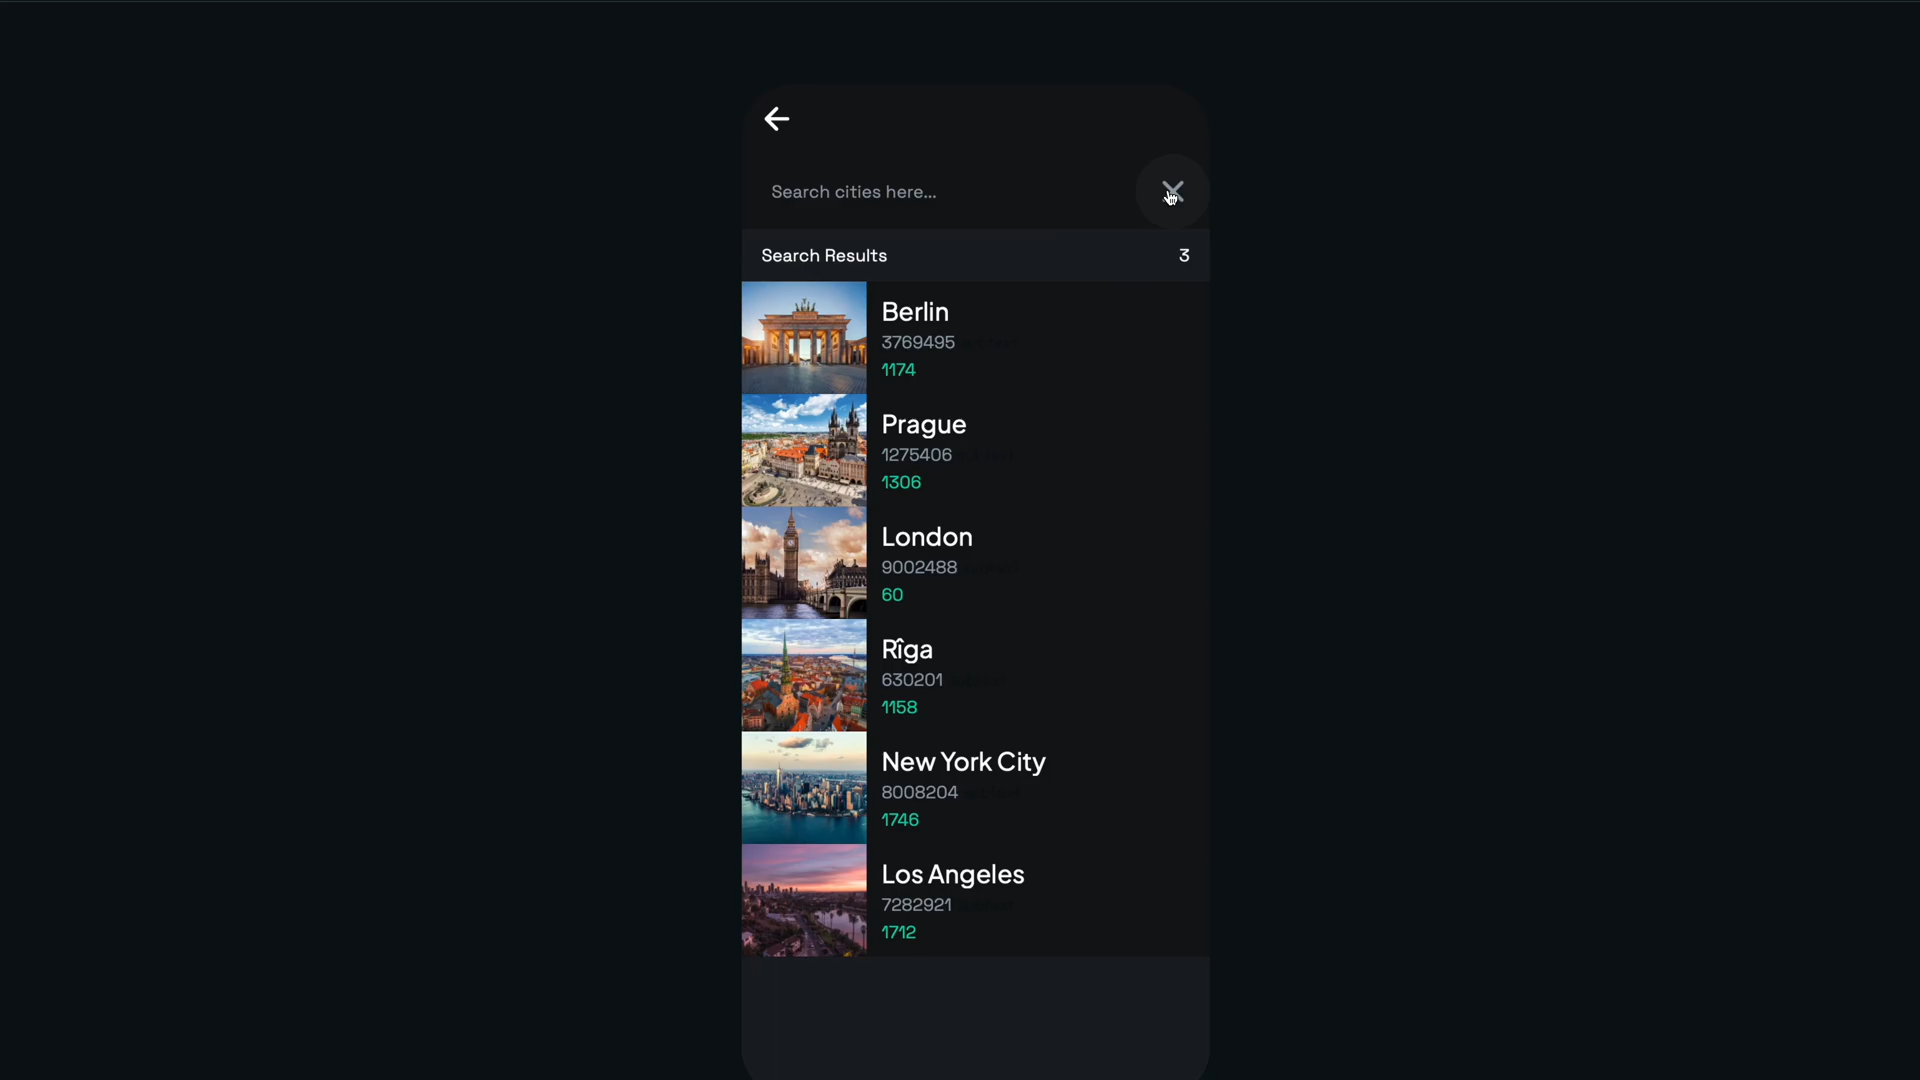 Search cities here...
Search Results 3
Berlin
3769495
1174
Prague
1275406
1306
London
9002488
60
Rîga
630201
1158
New York City
8008204
1746
Los Angeles
7282921
1712